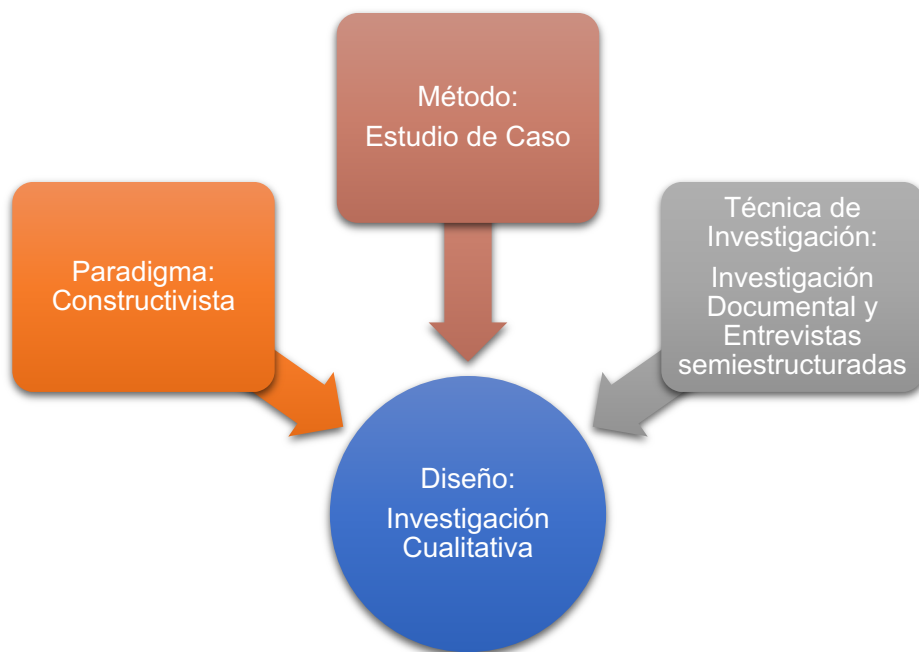 Método:
Estudio de Caso
Paradigma:
Constructivista
Técnica de
Investigación:
Investigación
Documental y
Entrevistas
semiestructuradas
Diseño:
Investigación
Cualitativa